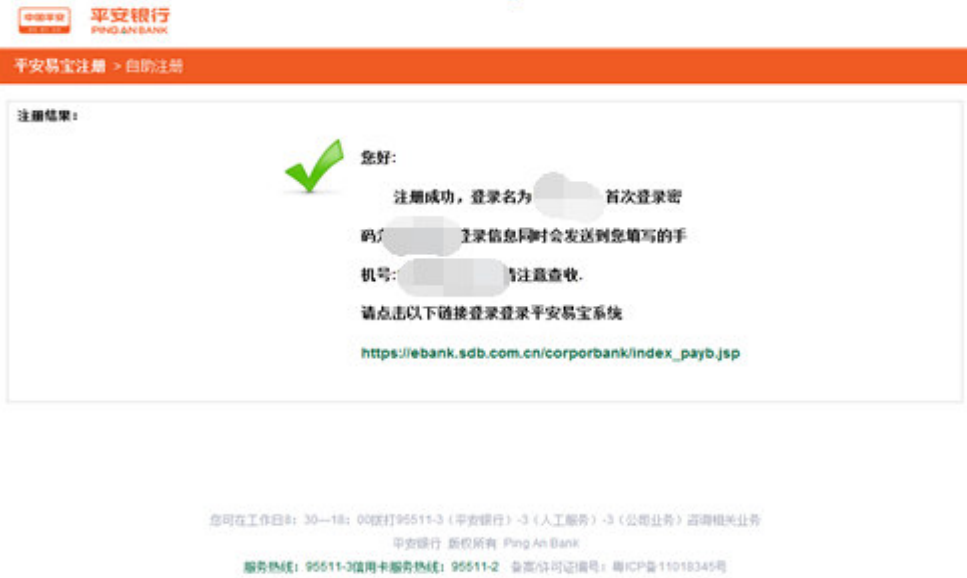 中国平安
平安银行
PING AN BANK
平安易宝注册 > 自助注册
注册结果:
您好:
注册成功，登录名为 首次登录密
码 登录信息同时会发送到您填写的手
机号: 请注意查收.
请点击以下链接登录登录平安易宝系统
https://ebank.sdb.com.cn/corporbank/index_payb.jsp
您可在工作日8：30—18：00拨打95511-3（平安银行）-3（人工服务）-3（公司业务）咨询相关业务
平安银行 版权所有 Ping An Bank
服务热线：95511-3信用卡服务热线：95511-2 备案/许可证编号：粤ICP备11018345号